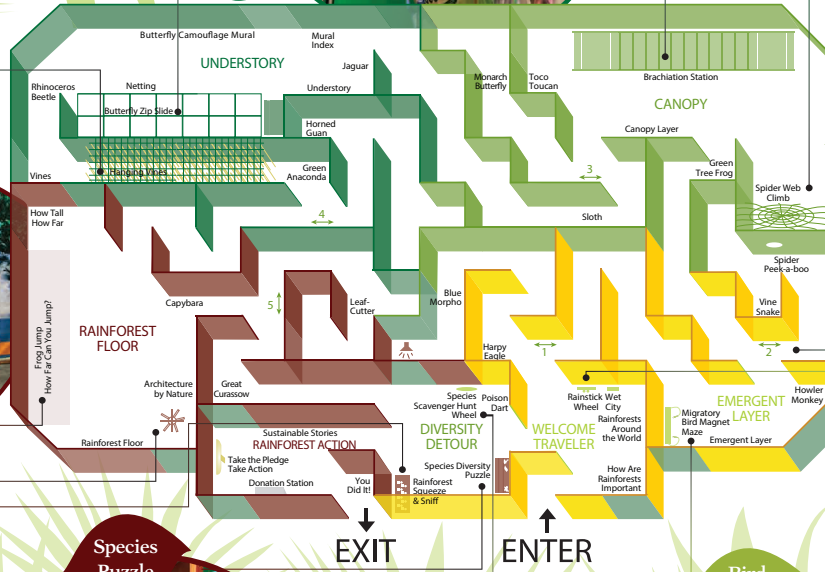 Butterfly Camouflage Mural
Mural
Index
UNDERSTORY
Jaguar
Monarch
Butterfly
Toco
Toucan
Brachiation Station
CANOPY
Rhinoceros
Beetle
Netting
Understory
Butterfly Zip Slide
Horned
Guan
Canopy Layer
Hanging Vines
Green
Anaconda
3
Green
Tree Frog
Vines
Spider Web
Climb
How Tall
How Far
4
Sloth
Spider
Peek-a-boo
Capybara
5
Leaf-
Cutter
Blue
Morpho
Vine
Snake
Frog Jump
How Far Can You Jump?
RAINFOREST
FLOOR
Harpy
Eagle
1
2
Architecture
by Nature
Great
Curassow
Species
Scavenger Hunt
Wheel
Poison
Dart
Rainstick
Wheel
Wet
City
Howler
Monkey
EMERGENT
LAYER
Migratory
Bird Magnet
Maze
Rainforests
Around
the World
DIVERSITY
DETOUR
WELCOME
TRAVELER
Sustainable Stories
RAINFOREST ACTION
Rainforest Floor
Emergent Layer
Take the Pledge
Take Action
Donation Station
You
Did It!
Rainforest
Squeeze
& Sniff
Species Diversity
Puzzle
How Are
Rainforests
Important
EXIT
ENTER
Species
Puzzle
Bird